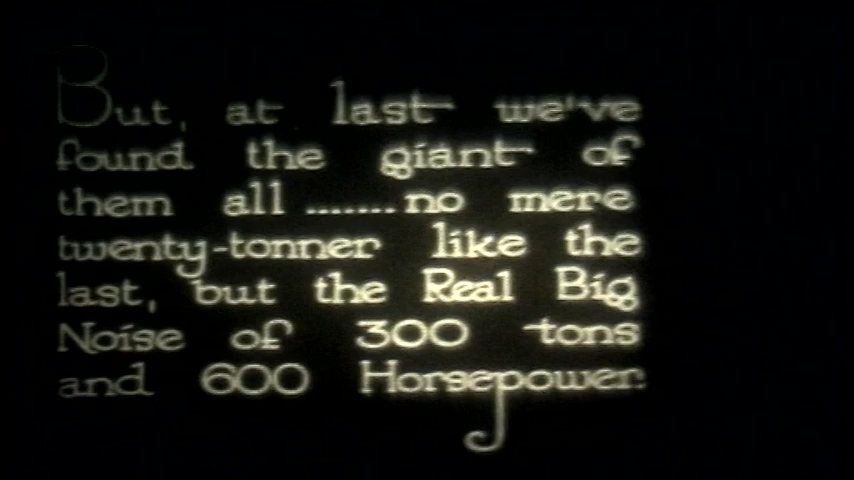 But, at last we've
found the giant of
them all .......no mere
twenty-tonner like the
last, but the Real Big
Noise of 300 tons
and 600 Horsepower.